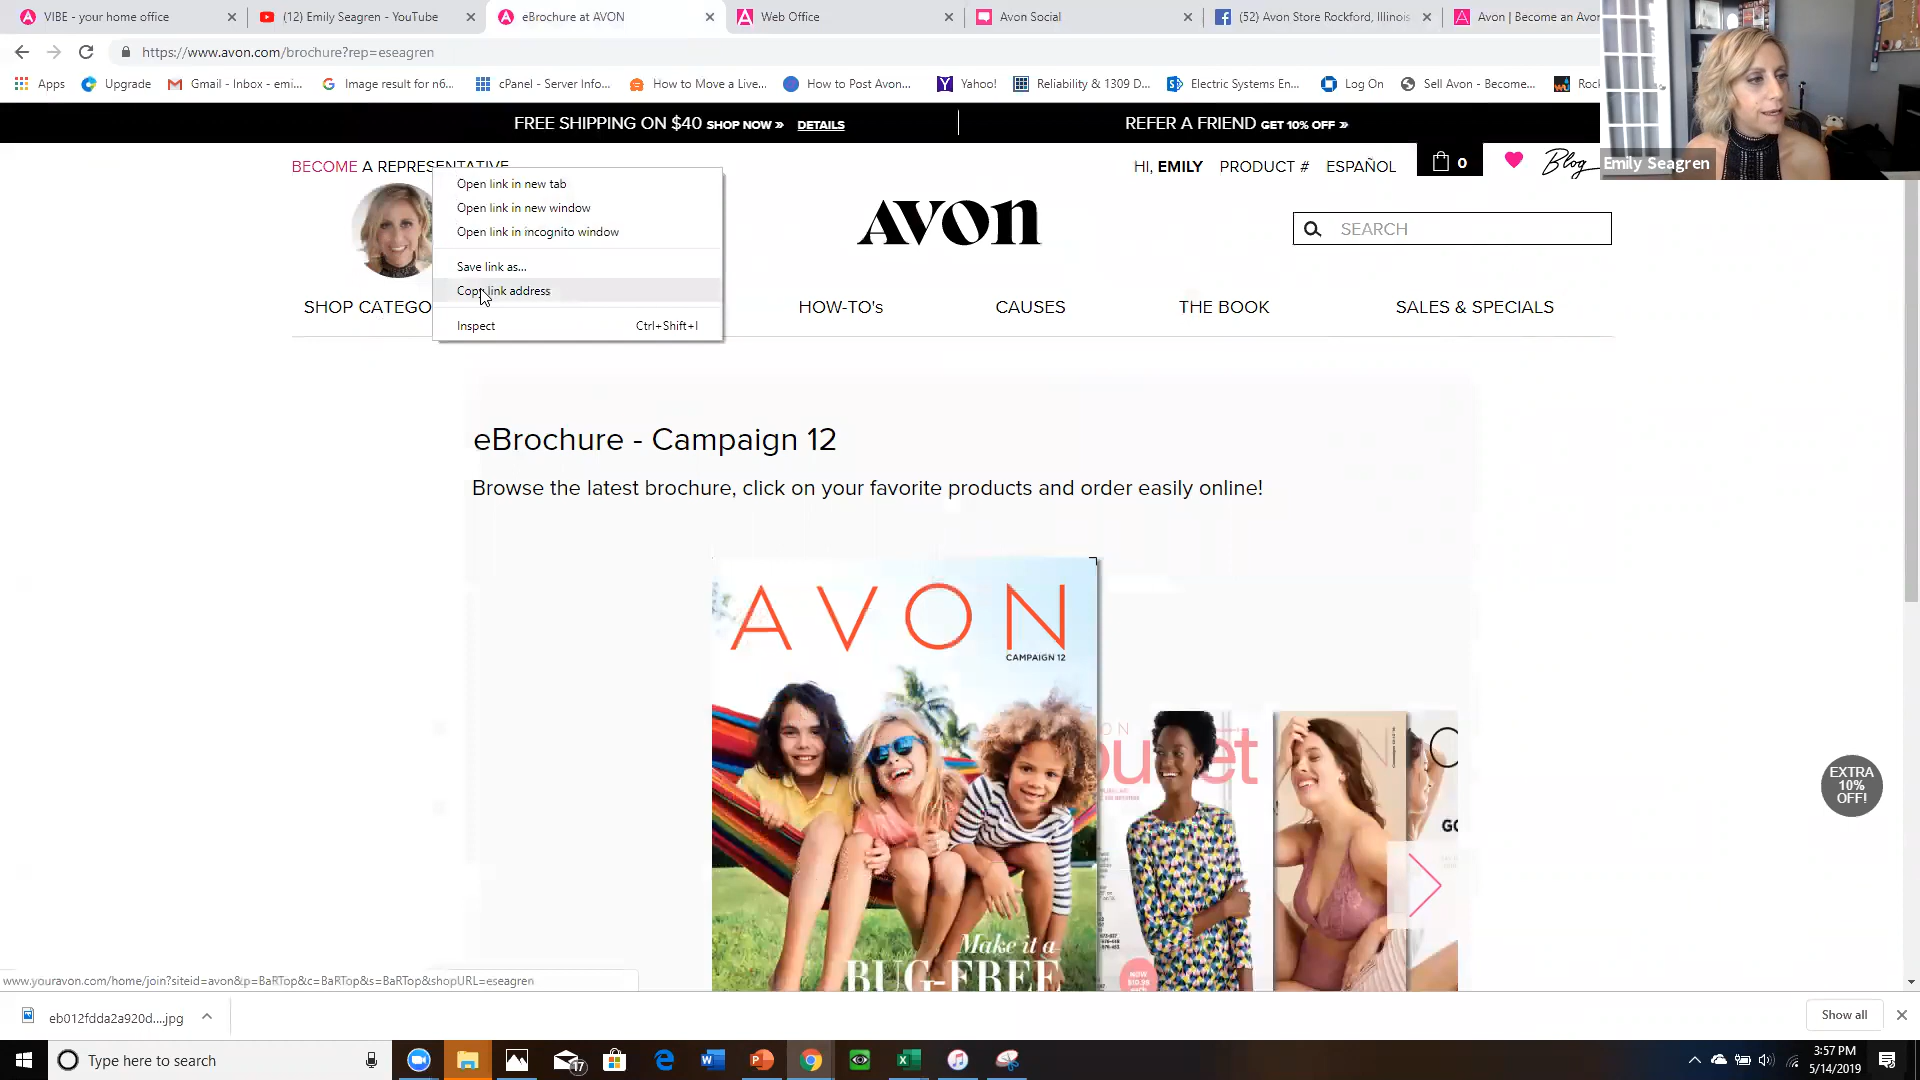 VIBE - your home office
(12) Emily Seagren - YouTube
eBrochure at AVON
Web Office
Avon Social
(52) Avon Store Rockford, Illinois
Avon | Become an Avon
https://www.avon.com/brochure?rep=eseagren
Apps
Upgrade
Gmail - Inbox - emi...
Image result for n6...
cPanel - Server Info...
How to Move a Live...
How to Post Avon...
Yahoo!
Reliability & 1309 D...
Electric Systems En...
Log On
Sell Avon - Become...
Rock
FREE SHIPPING ON $40 SHOP NOW » DETAILS
REFER A FRIEND GET 10% OFF »
Emily Seagren
BECOME A REPRESENTATIVE
HI, EMILY
PRODUCT #
ESPAÑOL
0
Blog
Open link in new tab
Open link in new window
Open link in incognito window
Save link as...
Copy link address
Inspect
Ctrl+Shift+I
AVON
SEARCH
SHOP CATEGO
HOW-TO's
CAUSES
THE BOOK
SALES & SPECIALS
eBrochure - Campaign 12
Browse the latest brochure, click on your favorite products and order easily online!
AVON
CAMPAIGN 12
Make it a
BUG-FREE
NOW
$10.98
EXTRA
10%
OFF!
www.youravon.com/home/join?siteid=avon&p=BaRTop&c=BaRTop&s=BaRTop&shopURL=eseagren
eb012fdda2a920d....jpg
Show all
Type here to search
17
3:57 PM
5/14/2019